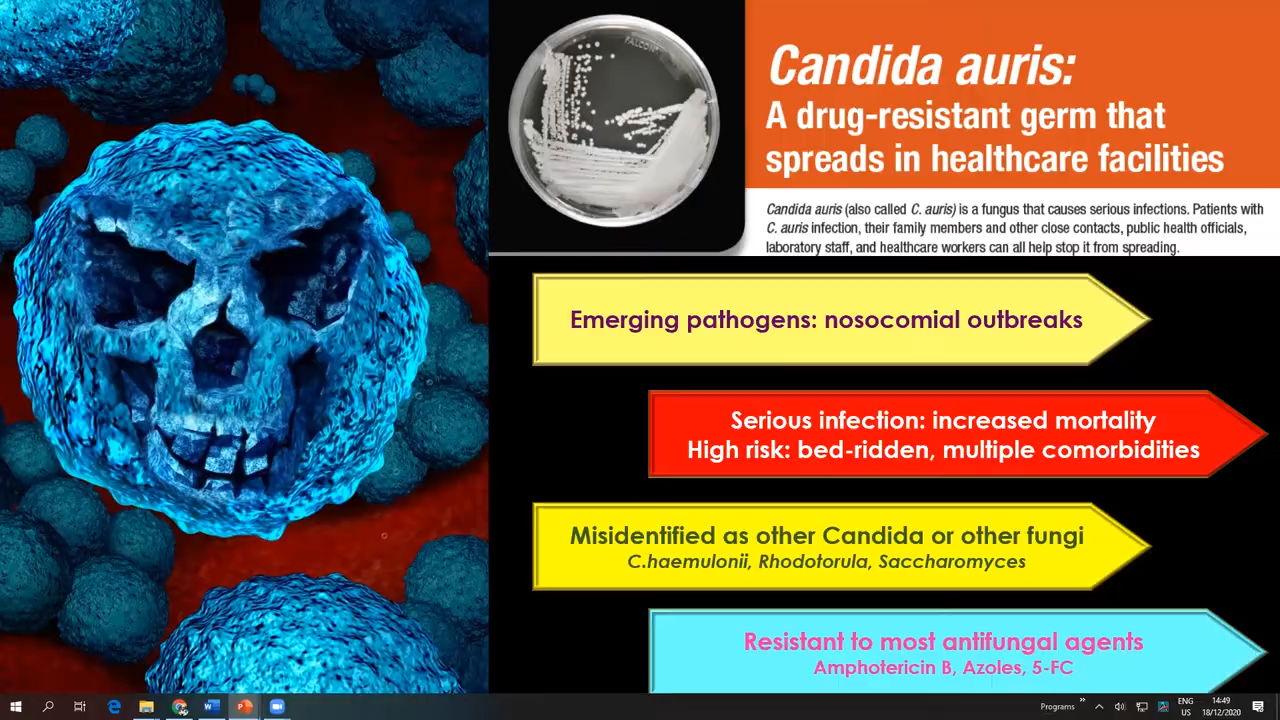 FALCON
Candida auris:
A drug-resistant germ that
spreads in healthcare facilities
Candida auris (also called C. auris) is a fungus that causes serious infections. Patients with
C. auris infection, their family members and other close contacts, public health officials,
laboratory staff, and healthcare workers can all help stop it from spreading.
Emerging pathogens: nosocomial outbreaks
Serious infection: increased mortality
High risk: bed-ridden, multiple comorbidities
Misidentified as other Candida or other fungi
C.haemulonii, Rhodotorula, Saccharomyces
Resistant to most antifungal agents
Amphotericin B, Azoles, 5-FC
Programs
ENG
US
14:49
18/12/2020